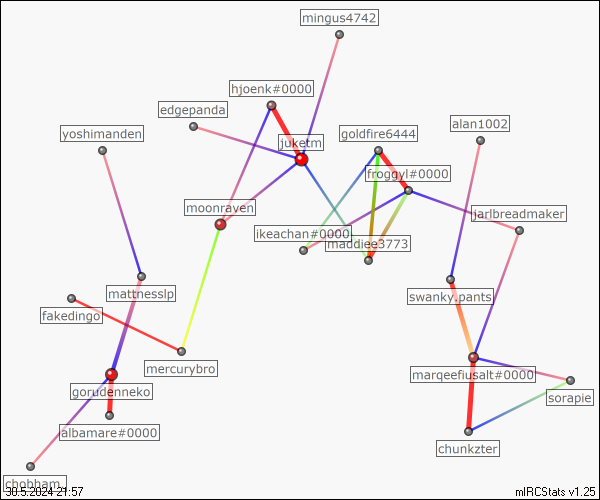 mingus4742
hjoenk#0000
edgepanda
alan1002
yoshimanden
goldfire6444
juketm
froggyl#0000
moonraven
jarlbreadmaker
ikeachan#0000
maddiee3773
mattnesslp
swanky.pants
fakedingo
mercurybro
marqeefiusalt#0000
gorudenneko
sorapie
albamare#0000
chunkzter
chobham_
30.5.2024 21:57
mIRCStats v1.25